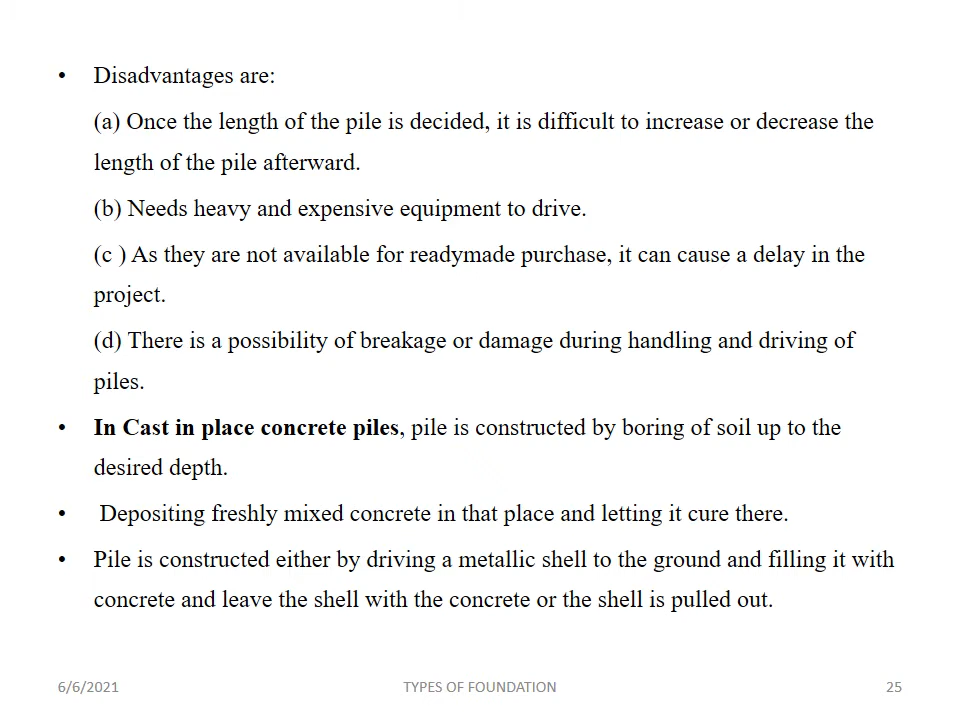 • Disadvantages are:
(a) Once the length of the pile is decided, it is difficult to increase or decrease the
length of the pile afterward.
(b) Needs heavy and expensive equipment to drive.
(c ) As they are not available for readymade purchase, it can cause a delay in the
project.
(d) There is a possibility of breakage or damage during handling and driving of
piles.
• In Cast in place concrete piles, pile is constructed by boring of soil up to the
desired depth.
• Depositing freshly mixed concrete in that place and letting it cure there.
• Pile is constructed either by driving a metallic shell to the ground and filling it with
concrete and leave the shell with the concrete or the shell is pulled out.
6/6/2021 TYPES OF FOUNDATION 25